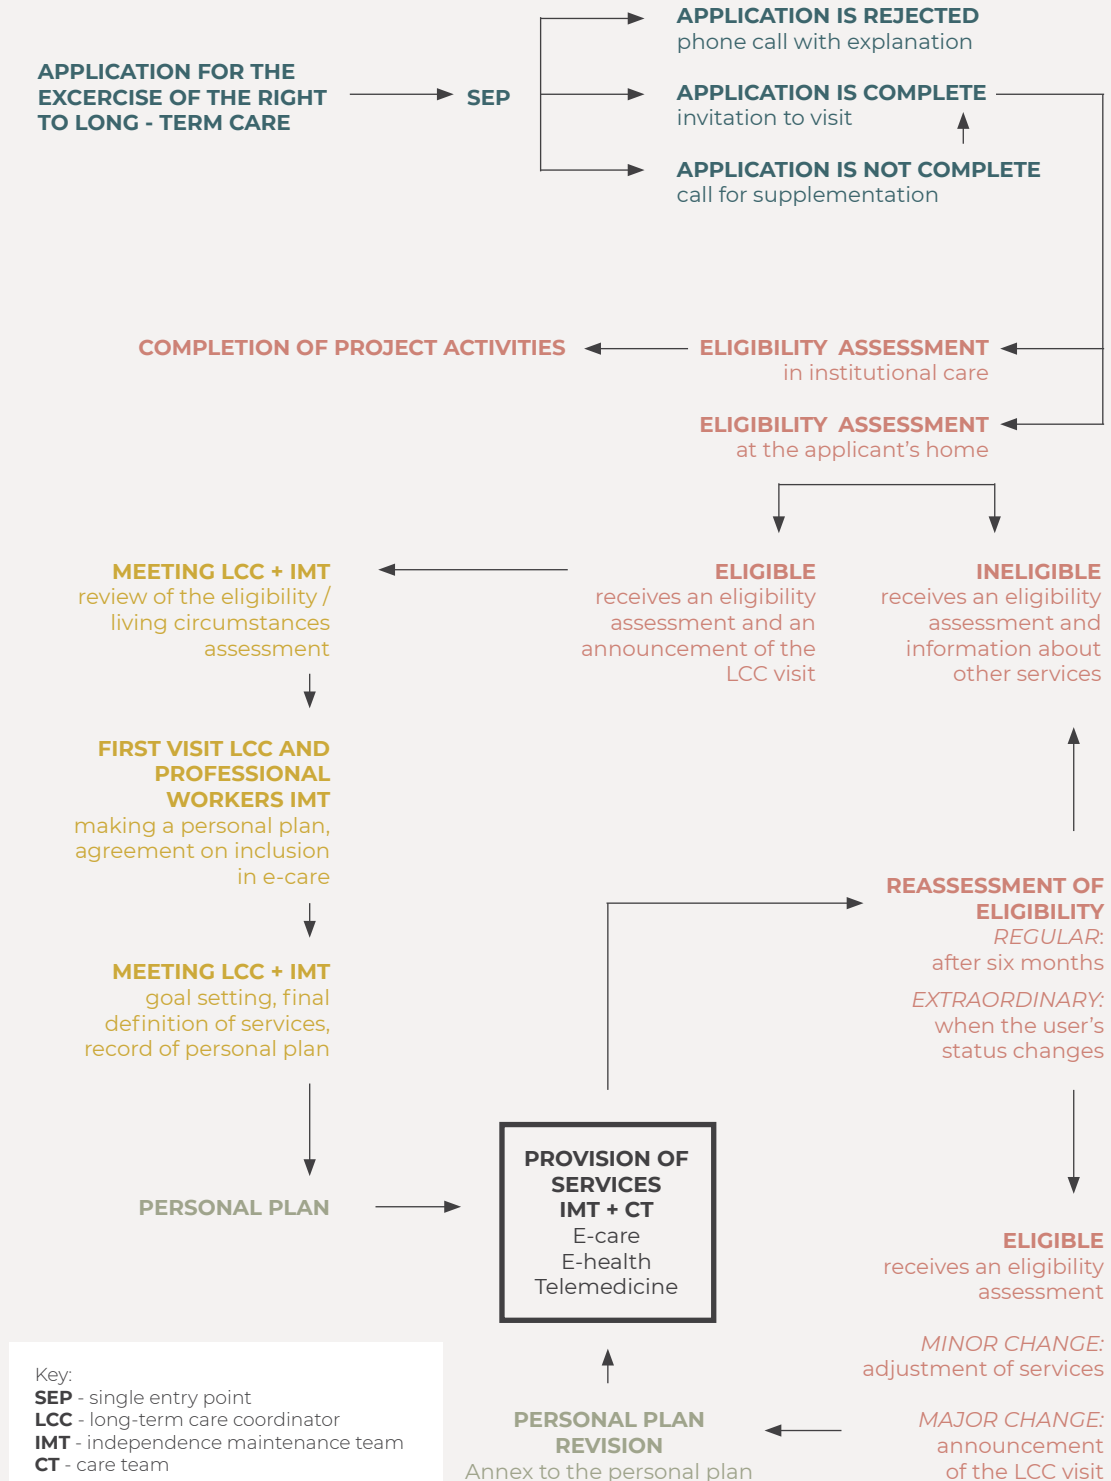 APPLICATION FOR THE
EXCERCISE OF THE RIGHT
TO LONG - TERM CARE
SEP
APPLICATION IS REJECTED
phone call with explanation
APPLICATION IS COMPLETE
invitation to visit
APPLICATION IS NOT COMPLETE
call for supplementation
COMPLETION OF PROJECT ACTIVITIES
ELIGIBILITY ASSESSMENT
in institutional care
ELIGIBILITY ASSESSMENT
at the applicant's home
MEETING LCC + IMT
review of the eligibility /
living circumstances
assessment
ELIGIBLE
receives an eligibility
assessment and an
announcement of the
LCC visit
INELIGIBLE
receives an eligibility
assessment and
information about
other services
FIRST VISIT LCC AND
PROFESSIONAL
WORKERS IMT
making a personal plan,
agreement on inclusion
in e-care
REASSESSMENT OF
ELIGIBILITY
REGULAR:
after six months
EXTRAORDINARY:
when the user's
status changes
MEETING LCC + IMT
goal setting, final
definition of services,
record of personal plan
PERSONAL PLAN
PROVISION OF
SERVICES
IMT + CT
E-care
E-health
Telemedicine
ELIGIBLE
receives an eligibility
assessment
MINOR CHANGE:
adjustment of services
MAJOR CHANGE:
announcement
of the LCC visit
PERSONAL PLAN
REVISION
Annex to the personal plan
Key:
SEP - single entry point
LCC - long-term care coordinator
IMT - independence maintenance team
CT - care team